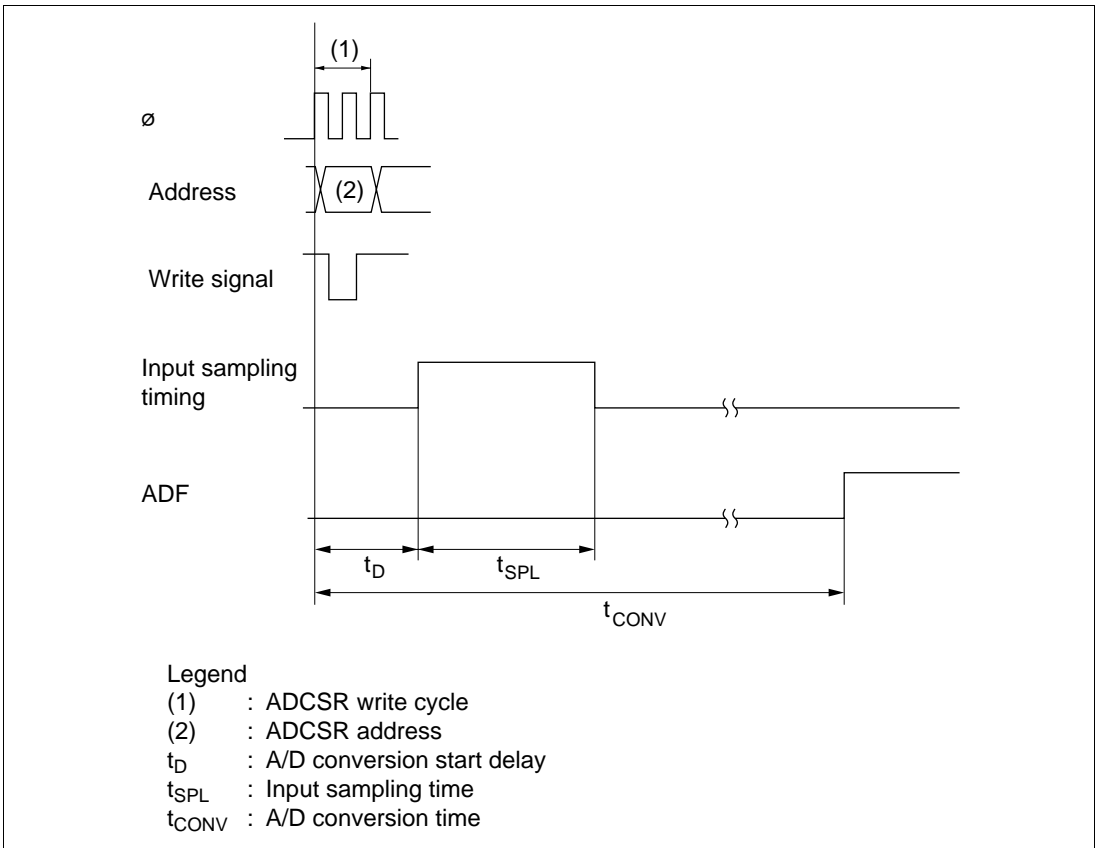 (1)
ø
Address
(2)
Write signal
Input sampling
timing
ADF
tD
tSPL
tCONV
Legend
(1) : ADCSR write cycle
(2) : ADCSR address
tD : A/D conversion start delay
tSPL : Input sampling time
tCONV : A/D conversion time